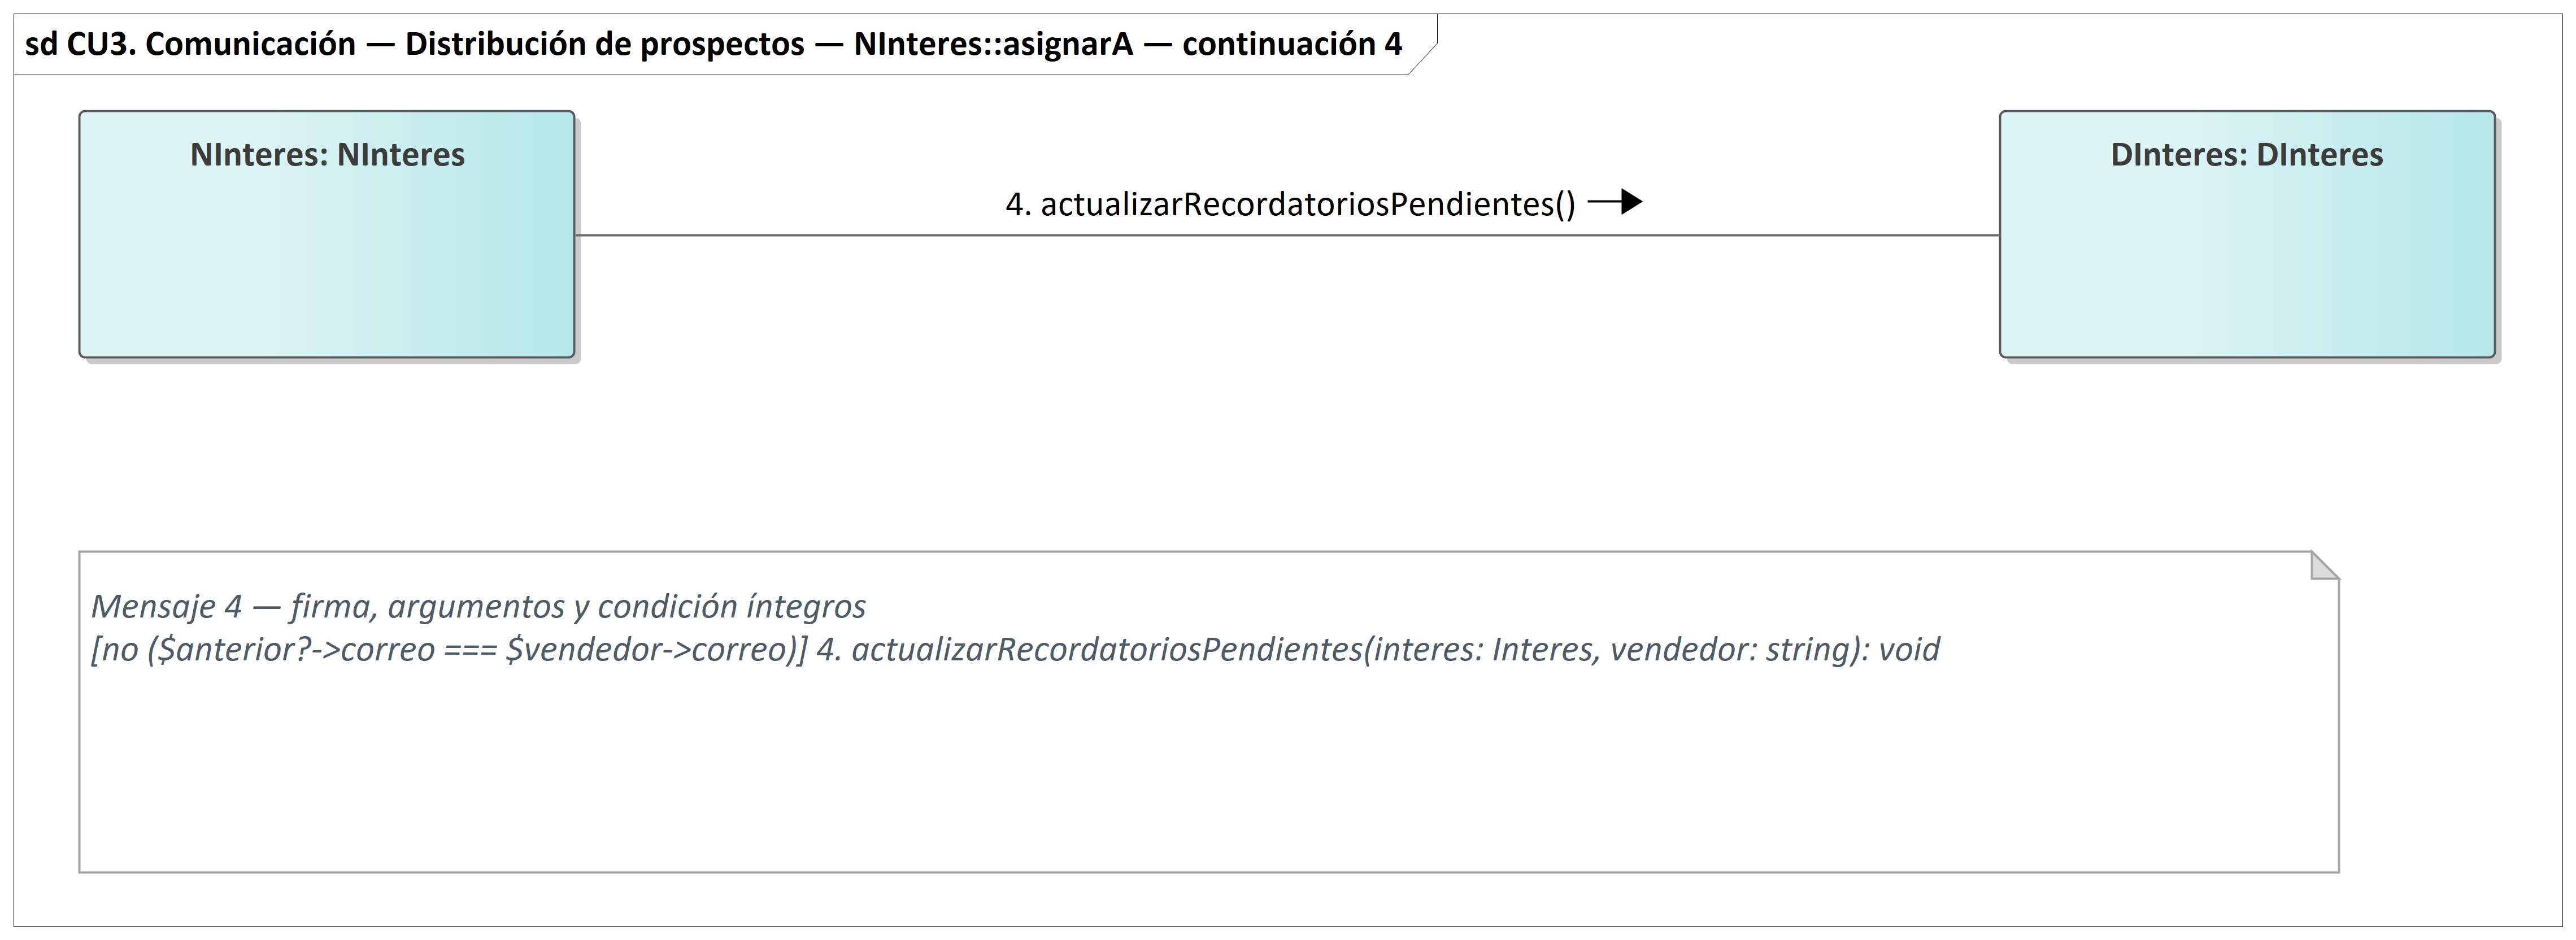 sd CU3. Comunicación — Distribución de prospectos — NInteres::asignarA — continuación 4
NInteres: NInteres
DInteres: DInteres
4. actualizarRecordatoriosPendientes()
Mensaje 4 — firma, argumentos y condición íntegros
[no ($anterior?->correo === $vendedor->correo)] 4. actualizarRecordatoriosPendientes(interes: Interes, vendedor: string): void